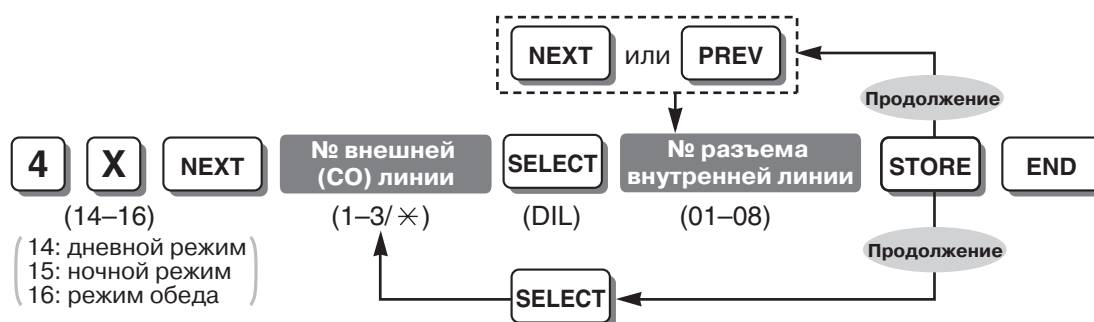 NEXT или PREV
Продолжение
4 X NEXT № внешней (СО) линии SELECT № разъема внутренней линии STORE END
(14–16) (1–3/✳) (DIL) (01–08)
14: дневной режим
15: ночной режим
16: режим обеда
Продолжение
SELECT